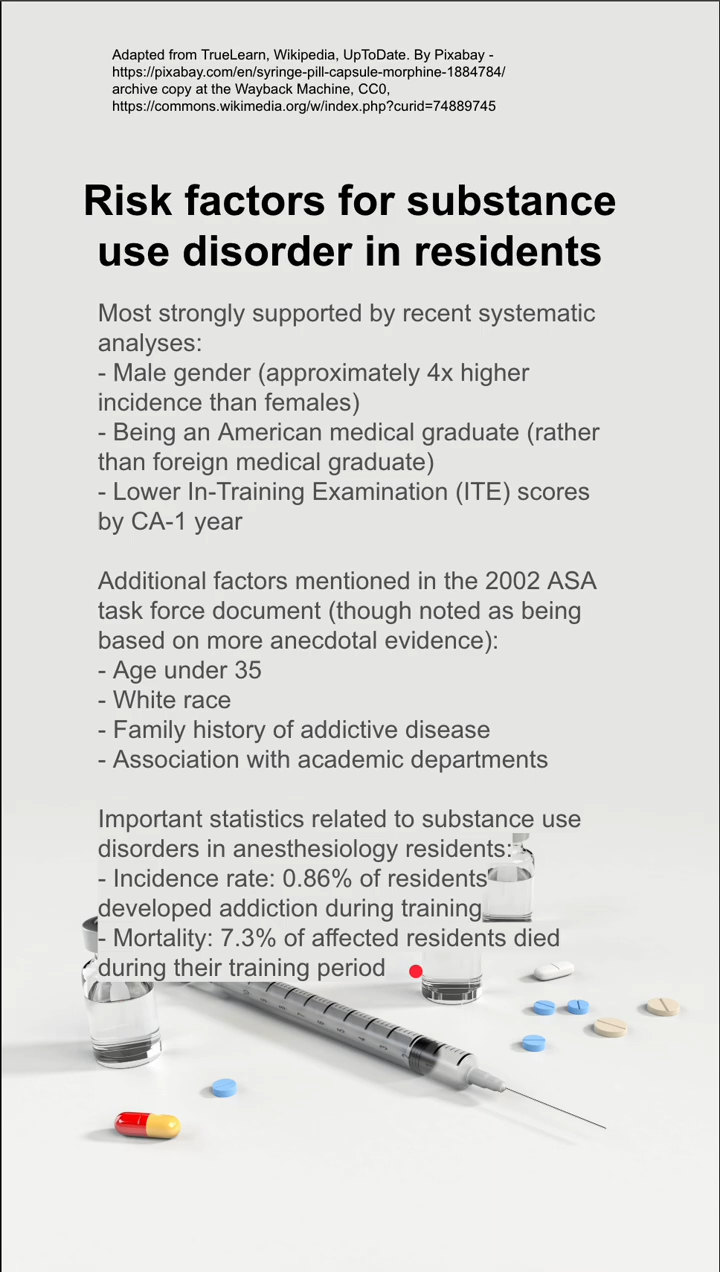 Adapted from TrueLearn, Wikipedia, UpToDate. By Pixabay -
https://pixabay.com/en/syringe-pill-capsule-morphine-1884784/
archive copy at the Wayback Machine, CC0,
https://commons.wikimedia.org/w/index.php?curid=74889745
Risk factors for substance
use disorder in residents
Most strongly supported by recent systematic
analyses:
- Male gender (approximately 4x higher
incidence than females)
- Being an American medical graduate (rather
than foreign medical graduate)
- Lower In-Training Examination (ITE) scores
by CA-1 year
Additional factors mentioned in the 2002 ASA
task force document (though noted as being
based on more anecdotal evidence):
- Age under 35
- White race
- Family history of addictive disease
- Association with academic departments
Important statistics related to substance use
disorders in anesthesiology residents:
- Incidence rate: 0.86% of residents
developed addiction during training
- Mortality: 7.3% of affected residents died
during their training period